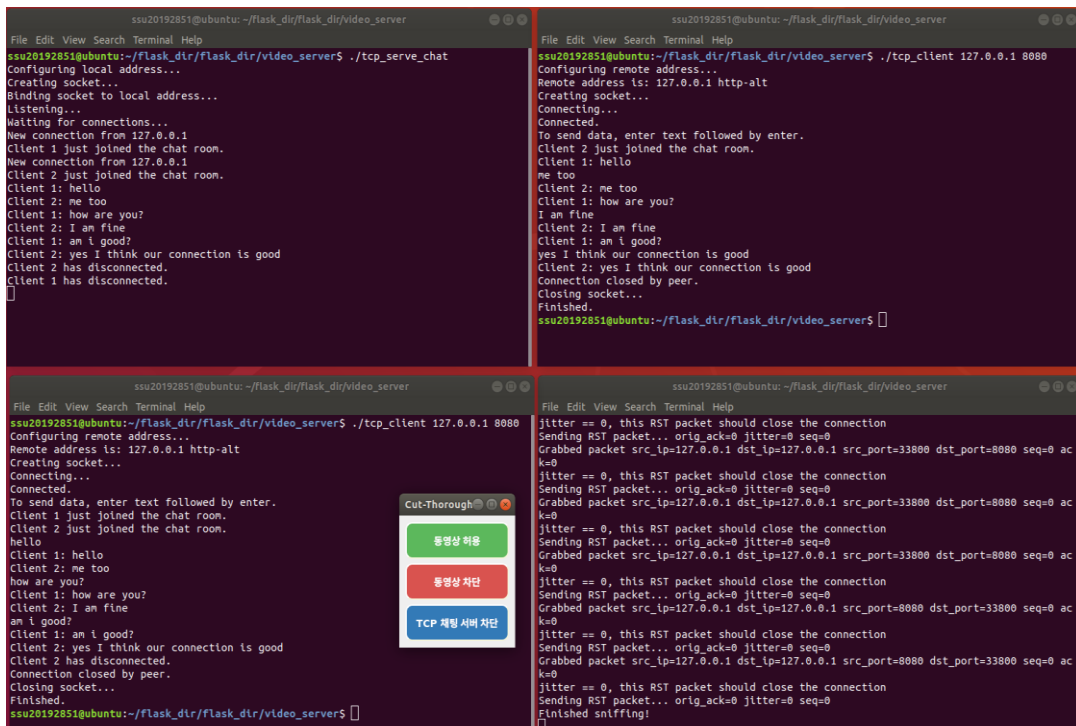 ssu20192851@ubuntu: ~/flask_dir/flask_dir/video_server
File Edit View Search Terminal Help
ssu20192851@ubuntu:~/flask_dir/flask_dir/video_server$ ./tcp_serve_chat
Configuring local address...
Creating socket...
Binding socket to local address...
Listening...
Waiting for connections...
New connection from 127.0.0.1
Client 1 just joined the chat room.
New connection from 127.0.0.1
Client 2 just joined the chat room.
Client 1: hello
Client 2: me too
Client 1: how are you?
Client 2: I am fine
Client 1: am i good?
Client 2: yes I think our connection is good
Client 2 has disconnected.
Client 1 has disconnected.
ssu20192851@ubuntu: ~/flask_dir/flask_dir/video_server
File Edit View Search Terminal Help
ssu20192851@ubuntu:~/flask_dir/flask_dir/video_server$ ./tcp_client 127.0.0.1 8080
Configuring remote address...
Remote address is: 127.0.0.1 http-alt
Creating socket...
Connecting...
Connected.
To send data, enter text followed by enter.
Client 2 just joined the chat room.
Client 1: hello
me too
Client 2: me too
Client 1: how are you?
I am fine
Client 2: I am fine
Client 1: am i good?
yes I think our connection is good
Client 2: yes I think our connection is good
Connection closed by peer.
Closing socket...
Finished.
ssu20192851@ubuntu:~/flask_dir/flask_dir/video_server$
ssu20192851@ubuntu: ~/flask_dir/flask_dir/video_server
File Edit View Search Terminal Help
ssu20192851@ubuntu:~/flask_dir/flask_dir/video_server$ ./tcp_client 127.0.0.1 8080
Configuring remote address...
Remote address is: 127.0.0.1 http-alt
Creating socket...
Connecting...
Connected.
To send data, enter text followed by enter.
Client 1 just joined the chat room.
Client 2 just joined the chat room.
hello
Client 1: hello
Client 2: me too
how are you?
Client 1: how are you?
Client 2: I am fine
am i good?
Client 1: am i good?
Client 2: yes I think our connection is good
Client 2 has disconnected.
Connection closed by peer.
Closing socket...
Finished.
ssu20192851@ubuntu:~/flask_dir/flask_dir/video_server$
Cut-Thorough
동영상 허용
동영상 차단
TCP 채팅 서버 차단
ssu20192851@ubuntu: ~/flask_dir/flask_dir/video_server
File Edit View Search Terminal Help
jitter == 0, this RST packet should close the connection
Sending RST packet... orig_ack=0 jitter=0 seq=0
Grabbed packet src_ip=127.0.0.1 dst_ip=127.0.0.1 src_port=33800 dst_port=8080 seq=0 ac
k=0
jitter == 0, this RST packet should close the connection
Sending RST packet... orig_ack=0 jitter=0 seq=0
Grabbed packet src_ip=127.0.0.1 dst_ip=127.0.0.1 src_port=33800 dst_port=8080 seq=0 ac
k=0
jitter == 0, this RST packet should close the connection
Sending RST packet... orig_ack=0 jitter=0 seq=0
Grabbed packet src_ip=127.0.0.1 dst_ip=127.0.0.1 src_port=33800 dst_port=8080 seq=0 ac
k=0
jitter == 0, this RST packet should close the connection
Sending RST packet... orig_ack=0 jitter=0 seq=0
Grabbed packet src_ip=127.0.0.1 dst_ip=127.0.0.1 src_port=8080 dst_port=33800 seq=0 ac
k=0
jitter == 0, this RST packet should close the connection
Sending RST packet... orig_ack=0 jitter=0 seq=0
Grabbed packet src_ip=127.0.0.1 dst_ip=127.0.0.1 src_port=8080 dst_port=33800 seq=0 ac
k=0
jitter == 0, this RST packet should close the connection
Sending RST packet... orig_ack=0 jitter=0 seq=0
Finished sniffing!